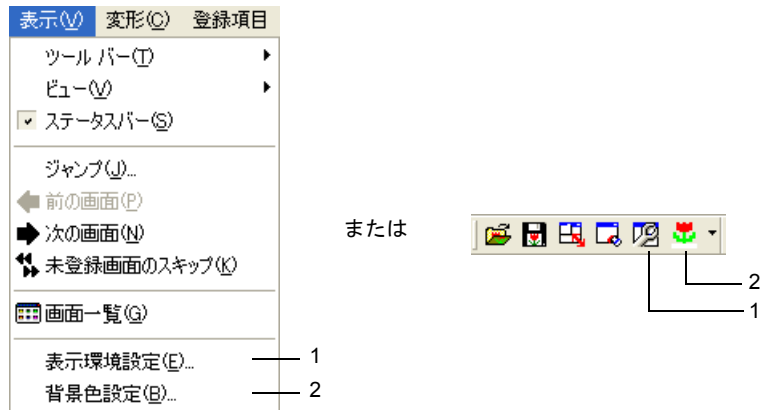 表示(V) 変形(C) 登録項目
ツール バー(T)
ビュー(V)
ステータスバー(S)
ジャンプ(J)...
前の画面(P)
次の画面(N)
未登録画面のスキップ(K)
画面一覧(G)
表示環境設定(E)... 1
背景色設定(B)... 2
または
2
1